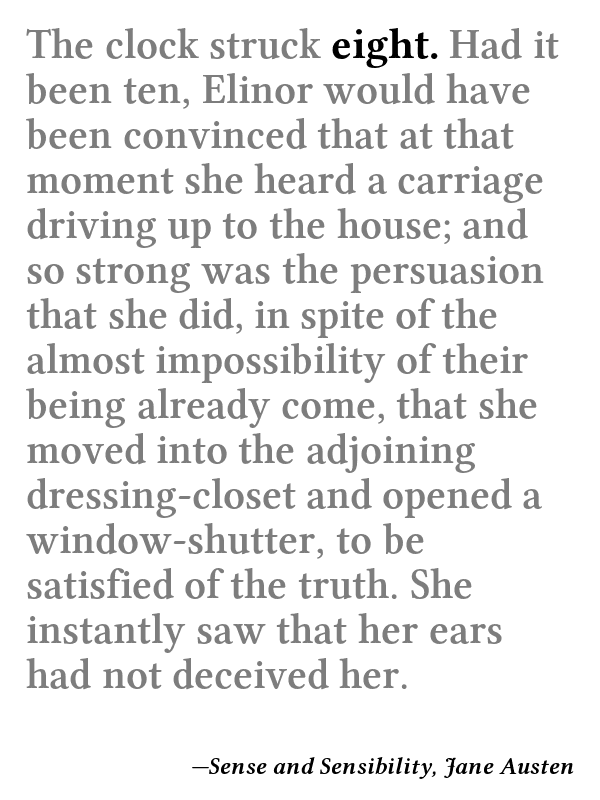 The clock struck eight. Had it
been ten, Elinor would have
been convinced that at that
moment she heard a carriage
driving up to the house; and
so strong was the persuasion
that she did, in spite of the
almost impossibility of their
being already come, that she
moved into the adjoining
dressing-closet and opened a
window-shutter, to be
satisfied of the truth. She
instantly saw that her ears
had not deceived her.
—Sense and Sensibility, Jane Austen